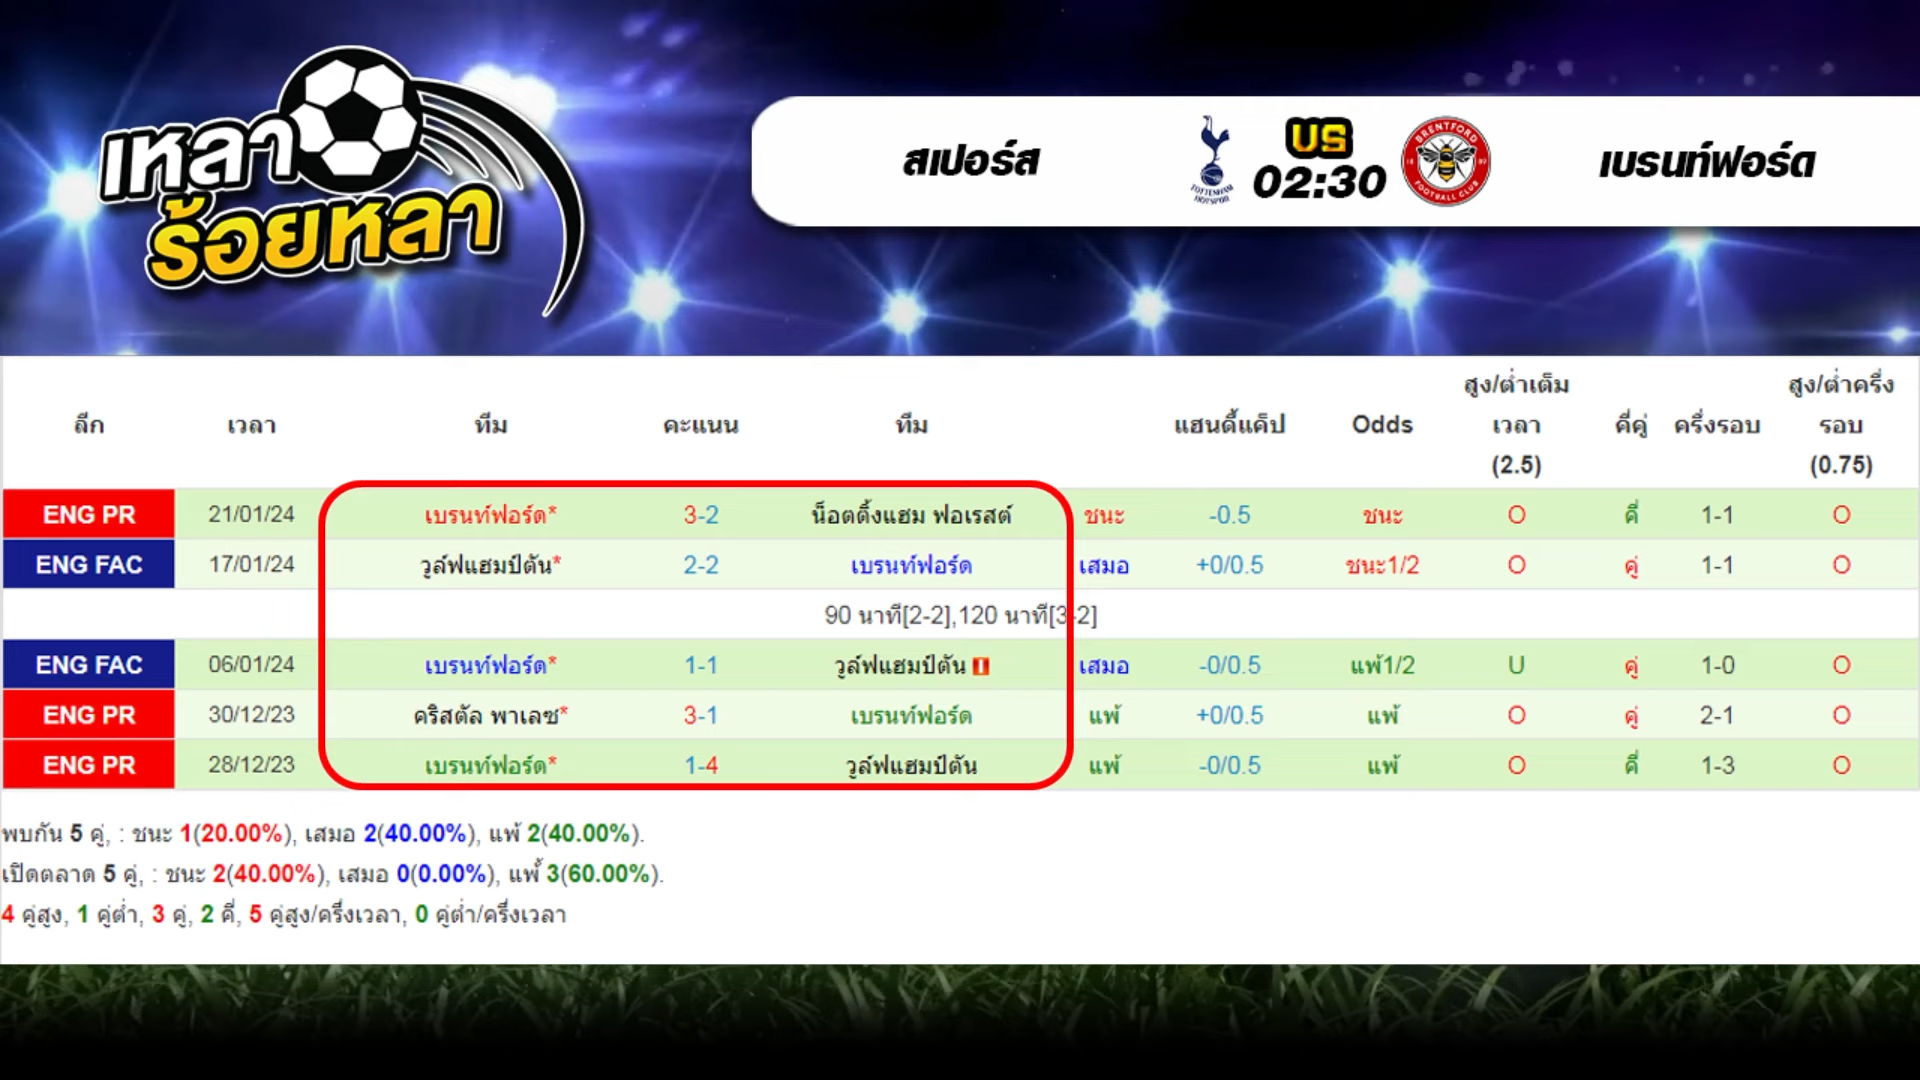 เหลา
ร้อยหลา
สเปอร์ส
TOTTENHAM
HOTSPUR
VS
02:30
BRENTFORD
FOOTBALL CLUB
เบรนท์ฟอร์ด
ลีก เวลา ทีม คะแนน ทีม แฮนดี้แค็ป Odds สูง/ต่ำเต็มเวลา (2.5) คี่คู่ ครึ่งรอบ สูง/ต่ำครึ่งรอบ (0.75)
ENG PR 21/01/24 เบรนท์ฟอร์ด* 3-2 น็อตติ้งแฮม ฟอเรสต์ ชนะ -0.5 ชนะ O คี่ 1-1 O
ENG FAC 17/01/24 วูล์ฟแฮมป์ตัน* 2-2 เบรนท์ฟอร์ด เสมอ +0/0.5 ชนะ1/2 O คู่ 1-1 O
90 นาที[2-2],120 นาที[3-2]
ENG FAC 06/01/24 เบรนท์ฟอร์ด* 1-1 วูล์ฟแฮมป์ตัน เสมอ -0/0.5 แพ้1/2 U คู่ 1-0 O
ENG PR 30/12/23 คริสตัล พาเลซ* 3-1 เบรนท์ฟอร์ด แพ้ +0/0.5 แพ้ O คู่ 2-1 O
ENG PR 28/12/23 เบรนท์ฟอร์ด* 1-4 วูล์ฟแฮมป์ตัน แพ้ -0/0.5 แพ้ O คี่ 1-3 O
พบกัน 5 คู่, : ชนะ 1(20.00%), เสมอ 2(40.00%), แพ้ 2(40.00%).
เปิดตลาด 5 คู่, : ชนะ 2(40.00%), เสมอ 0(0.00%), แพ้ 3(60.00%).
4 คู่สูง, 1 คู่ต่ำ, 3 คู่, 2 คี่, 5 คู่สูง/ครึ่งเวลา, 0 คู่ต่ำ/ครึ่งเวลา